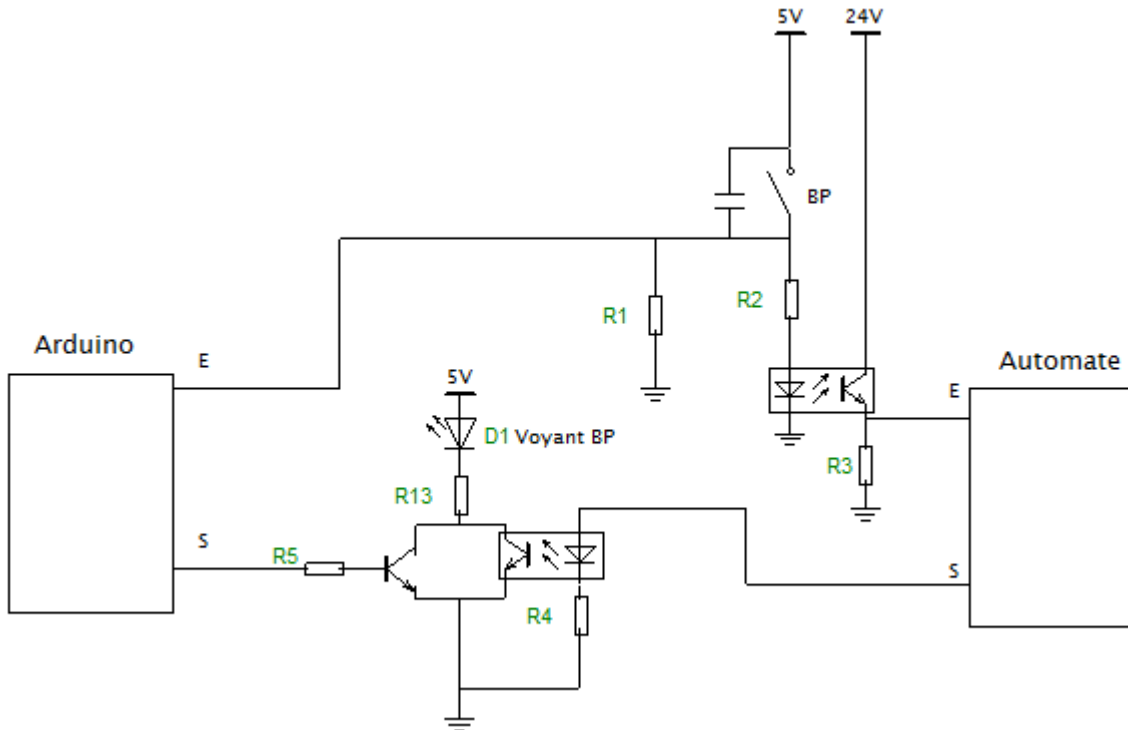 5V
24V
BP
R2
R1
Arduino
Automate
E
E
5V
D1 Voyant BP
R3
R13
S
S
R5
R4